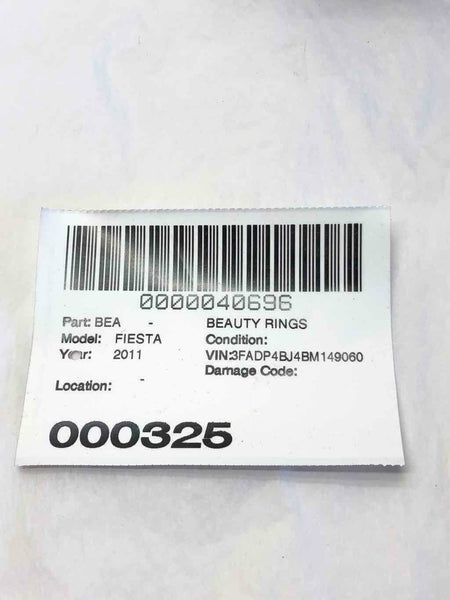 0000040696
Part: BEA - BEAUTY RINGS
Model: FIESTA Condition:
Year: 2011 VIN:3FADP4BJ4BM149060
Damage Code:
Location: -
000325